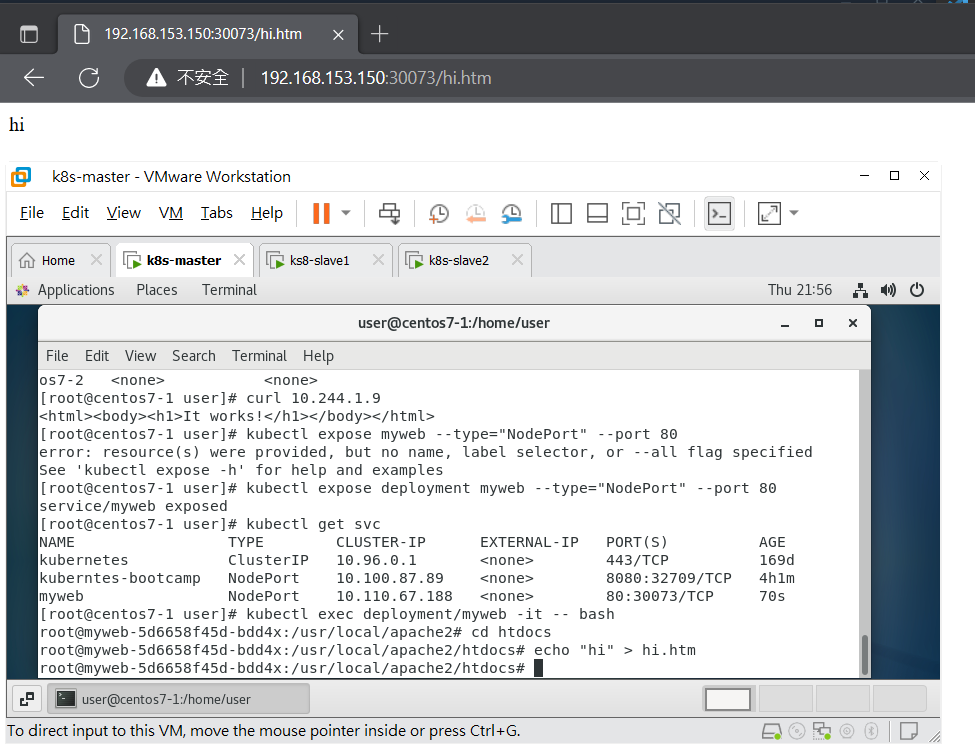 192.168.153.150:30073/hi.htm
不安全 192.168.153.150:30073/hi.htm
hi
k8s-master - VMware Workstation
File Edit View VM Tabs Help
Home k8s-master ks8-slave1 k8s-slave2
Applications Places Terminal Thu 21:56
user@centos7-1:/home/user
File Edit View Search Terminal Help
os7-2 <none> <none>
[root@centos7-1 user]# curl 10.244.1.9
<html><body><h1>It works!</h1></body></html>
[root@centos7-1 user]# kubectl expose myweb --type="NodePort" --port 80
error: resource(s) were provided, but no name, label selector, or --all flag specified
See 'kubectl expose -h' for help and examples
[root@centos7-1 user]# kubectl expose deployment myweb --type="NodePort" --port 80
service/myweb exposed
[root@centos7-1 user]# kubectl get svc
NAME TYPE CLUSTER-IP EXTERNAL-IP PORT(S) AGE
kubernetes ClusterIP 10.96.0.1 <none> 443/TCP 169d
kuberntes-bootcamp NodePort 10.100.87.89 <none> 8080:32709/TCP 4h1m
myweb NodePort 10.110.67.188 <none> 80:30073/TCP 70s
[root@centos7-1 user]# kubectl exec deployment/myweb -it -- bash
root@myweb-5d6658f45d-bdd4x:/usr/local/apache2# cd htdocs
root@myweb-5d6658f45d-bdd4x:/usr/local/apache2/htdocs# echo "hi" > hi.htm
root@myweb-5d6658f45d-bdd4x:/usr/local/apache2/htdocs#
user@centos7-1:/home/user
To direct input to this VM, move the mouse pointer inside or press Ctrl+G.